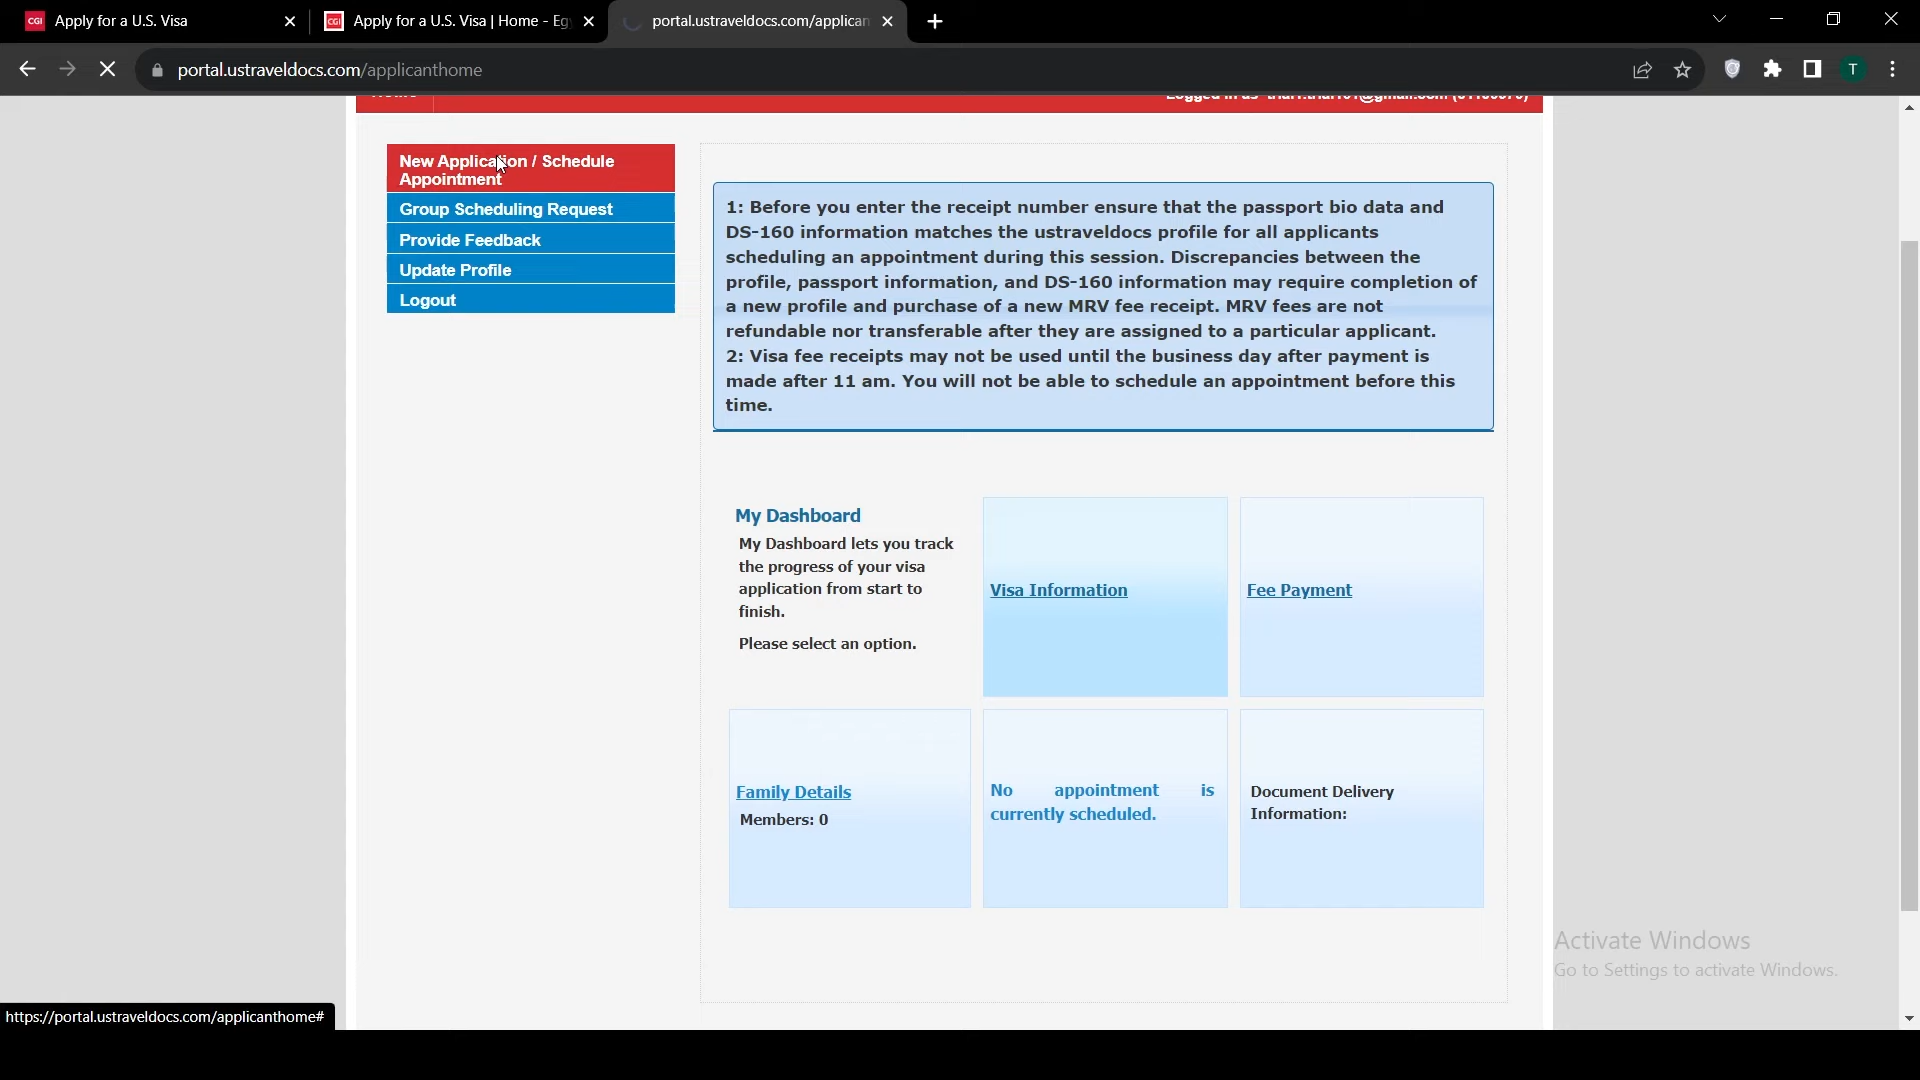 CGI Apply for a U.S. Visa
CGI Apply for a U.S. Visa | Home - Eg
portal.ustraveldocs.com/applican
portal.ustraveldocs.com/applicanthome
T
New Application / Schedule
Appointment
Group Scheduling Request
Provide Feedback
Update Profile
Logout
1: Before you enter the receipt number ensure that the passport bio data and
DS-160 information matches the ustraveldocs profile for all applicants
scheduling an appointment during this session. Discrepancies between the
profile, passport information, and DS-160 information may require completion of
a new profile and purchase of a new MRV fee receipt. MRV fees are not
refundable nor transferable after they are assigned to a particular applicant.
2: Visa fee receipts may not be used until the business day after payment is
made after 11 am. You will not be able to schedule an appointment before this
time.
My Dashboard
My Dashboard lets you track
the progress of your visa
application from start to
finish.
Please select an option.
Visa Information
Fee Payment
Family Details
Members: 0
No appointment is
currently scheduled.
Document Delivery
Information:
Activate Windows
Go to Settings to activate Windows.
https://portal.ustraveldocs.com/applicanthome#